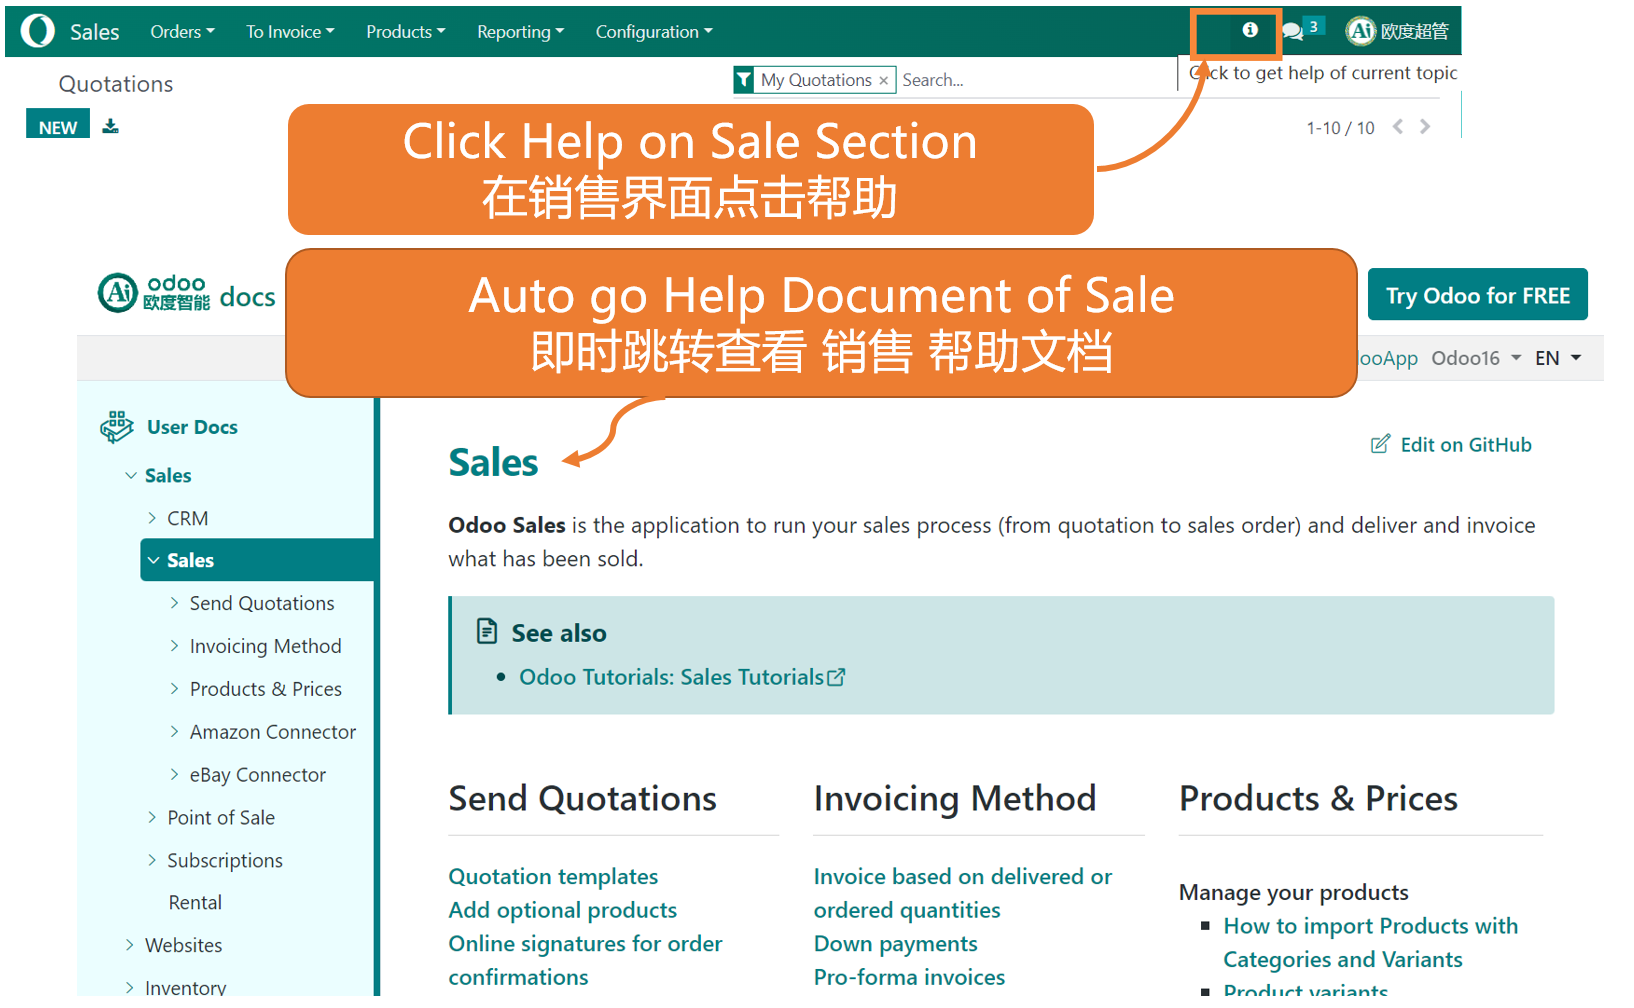 Sales Orders To Invoice Products Reporting Configuration 3 Ai 欧度超管
Quotations
My Quotations × Search...
Click to get help of current topic
NEW
1-10 / 10
Click Help on Sale Section
在销售界面点击帮助
Auto go Help Document of Sale
即时跳转查看 销售 帮助文档
Ai odoo 欧度智能 docs
Try Odoo for FREE
ooApp Odoo16 EN
User Docs
Sales
CRM
Sales
Send Quotations
Invoicing Method
Products & Prices
Amazon Connector
eBay Connector
Point of Sale
Subscriptions
Rental
Websites
Inventory
Sales
Edit on GitHub
Odoo Sales is the application to run your sales process (from quotation to sales order) and deliver and invoice
what has been sold.
See also
Odoo Tutorials: Sales Tutorials
Send Quotations
Quotation templates
Add optional products
Online signatures for order
confirmations
Invoicing Method
Invoice based on delivered or
ordered quantities
Down payments
Pro-forma invoices
Products & Prices
Manage your products
How to import Products with
Categories and Variants
Product variants